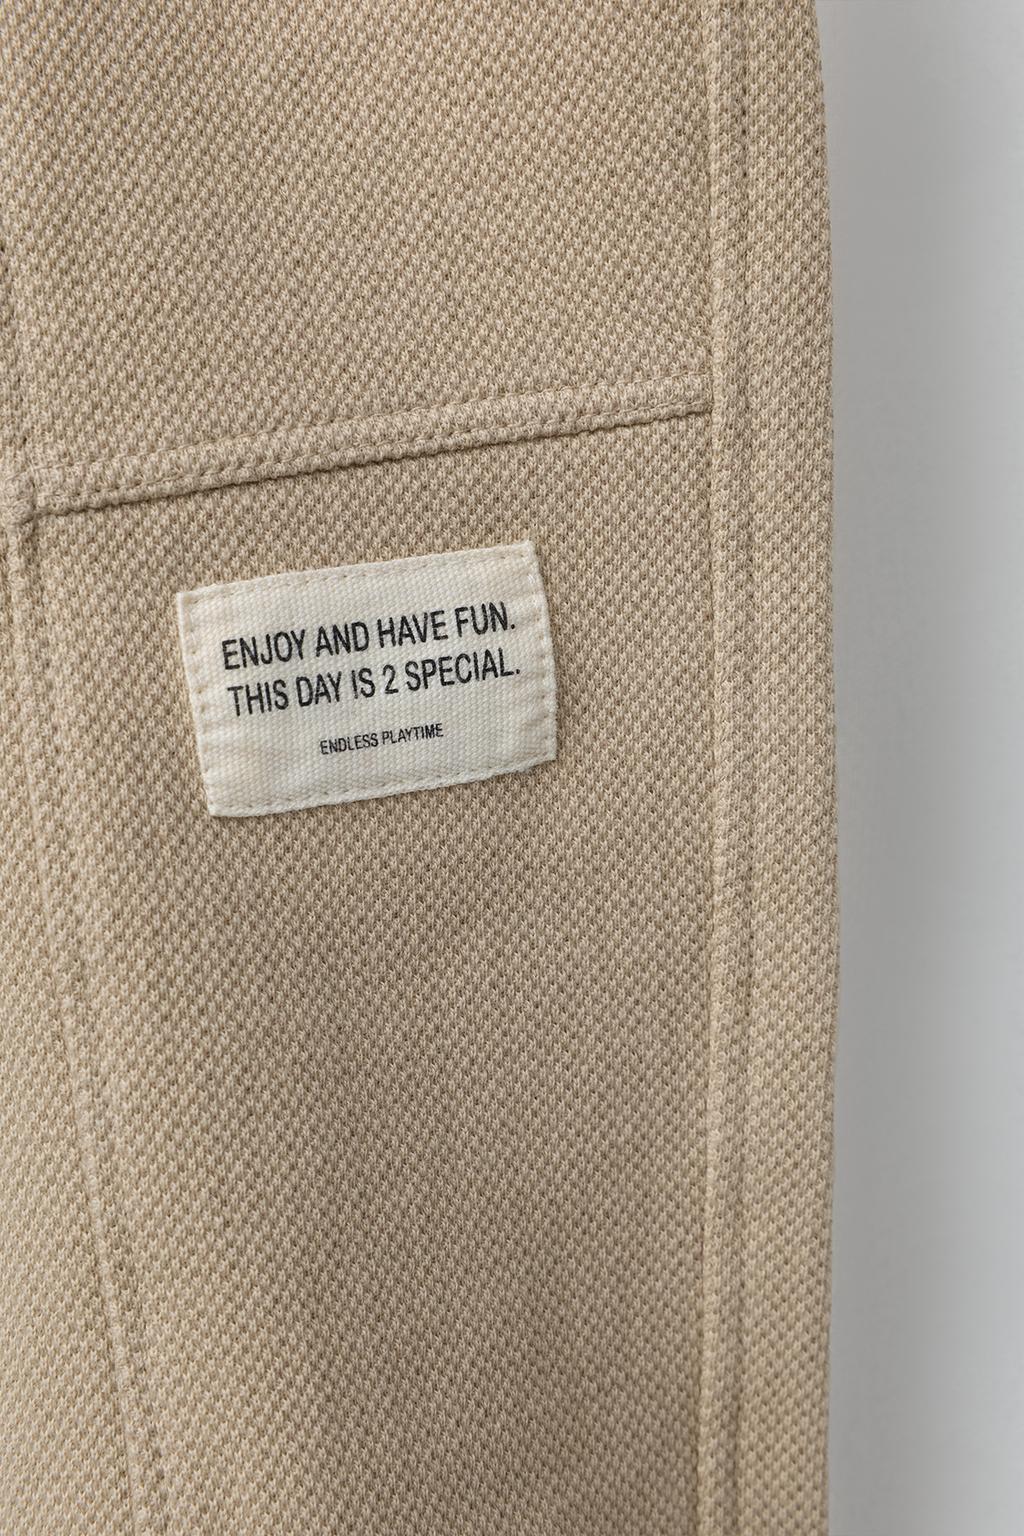 ENJOY AND HAVE FUN.
THIS DAY IS 2 SPECIAL.
ENDLESS PLAYTIME